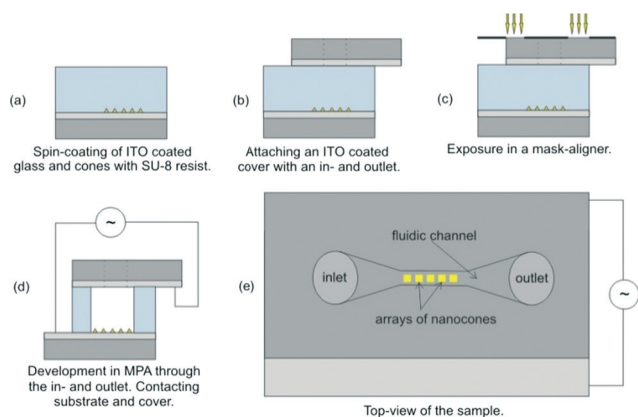 (a)
Spin-coating of ITO coated
glass and cones with SU-8 resist.
(b)
Attaching an ITO coated
cover with an in- and outlet.
(c)
Exposure in a mask-aligner.
(d)
~
Development in MPA through
the in- and outlet. Contacting
substrate and cover.
(e)
fluidic channel
inlet
outlet
arrays of nanocones
~
Top-view of the sample.